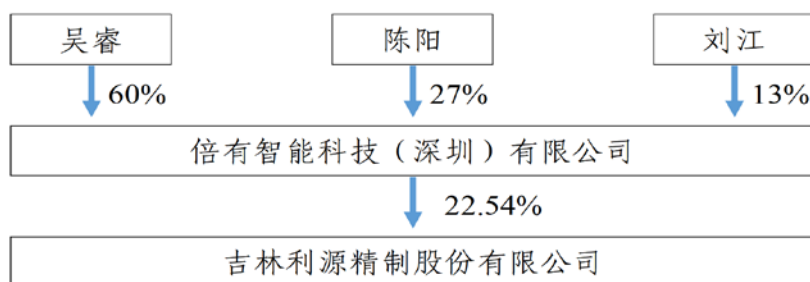 吴睿 陈阳 刘江
60% 27% 13%
倍有智能科技（深圳）有限公司
22.54%
吉林利源精制股份有限公司